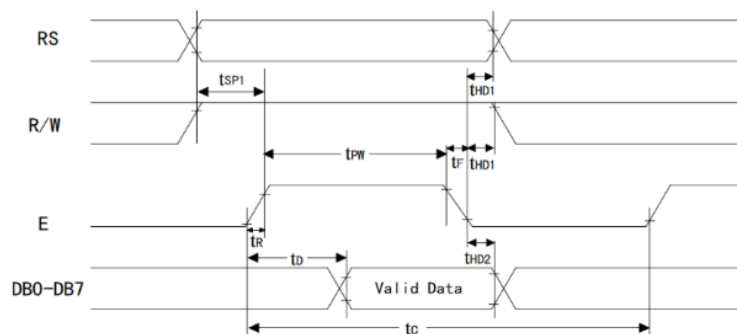 RS
tSP1
tHD1
R/W
tPW
tF
tHD1
E
tR
tD
tHD2
DB0-DB7
Valid Data
tC